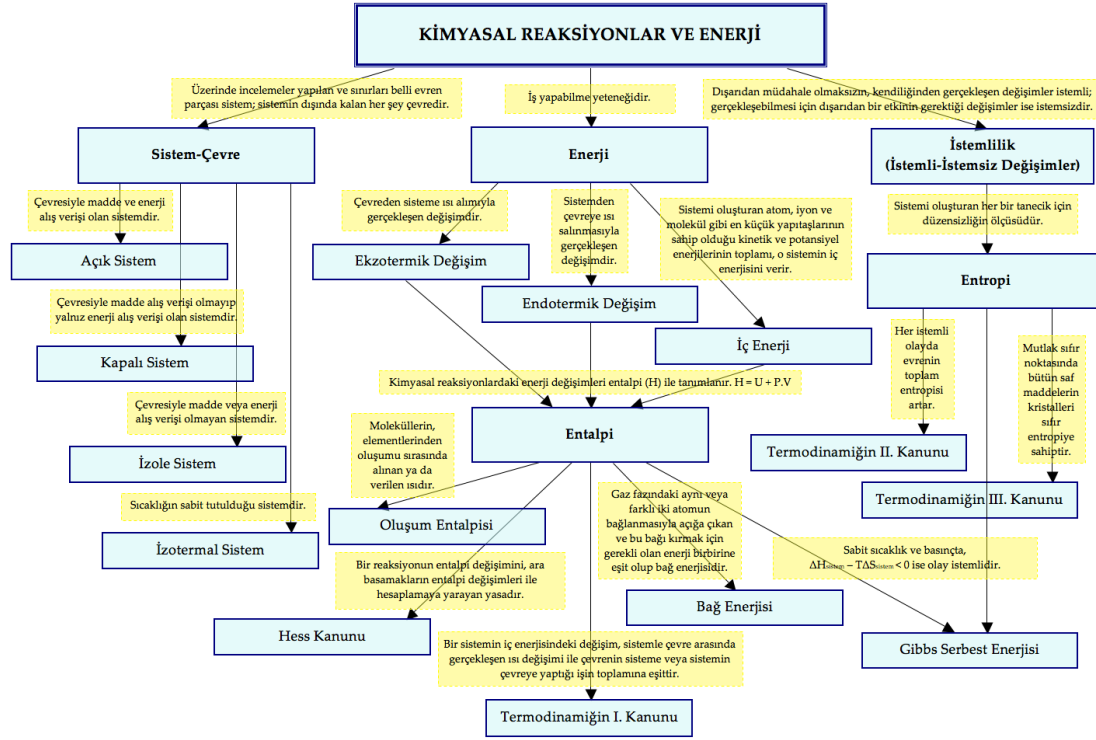 KİMYASAL REAKSİYONLAR VE ENERJİ
Üzerinde incelemeler yapılan ve sınırları belli evren
parçası sistem; sistemin dışında kalan her şey çevredir.
İş yapabilme yeteneğidir.
Dışarıdan müdahale olmaksızın, kendiliğinden gerçekleşen değişimler istemli;
gerçekleşebilmesi için dışarıdan bir etkinin gerektiği değişimler ise istemsizdir.
Sistem-Çevre
Enerji
İstemlilik
(İstemli-İstemsiz Değişimler)
Çevresiyle madde ve enerji
alış verişi olan sistemdir.
Çevreden sisteme ısı alımıyla
gerçekleşen değişimdir.
Sistemden
çevreye ısı
salınmasıyla
gerçekleşen
değişimdir.
Sistemi oluşturan atom, iyon ve
molekül gibi en küçük yapıtaşlarının
sahip olduğu kinetik ve potansiyel
enerjilerinin toplamı, o sistemin iç
enerjisini verir.
Sistemi oluşturan her bir tanecik için
düzensizliğin ölçüsüdür.
Açık Sistem
Ekzotermik Değişim
Entropi
Çevresiyle madde alış verişi olmayıp
yalnız enerji alış verişi olan sistemdir.
Endotermik Değişim
Kapalı Sistem
İç Enerji
Her istemli
olayda
evrenin
toplam
entropisi
artar.
Mutlak sıfır
noktasında
bütün saf
maddelerin
kristalleri
sıfır
entropiye
sahiptir.
Kimyasal reaksiyonlardaki enerji değişimleri entalpi (H) ile tanımlanır. H = U + P.V
Çevresiyle madde veya enerji
alış verişi olmayan sistemdir.
Entalpi
Moleküllerin,
elementlerinden
oluşumu sırasında
alınan ya da
verilen ısıdır.
İzole Sistem
Termodinamiğin II. Kanunu
Termodinamiğin III. Kanunu
Sıcaklığın sabit tutulduğu sistemdir.
Oluşum Entalpisi
Gaz fazındaki aynı veya
farklı iki atomun
bağlanmasıyla açığa çıkan
ve bu bağı kırmak için
gerekli olan enerji birbirine
eşit olup bağ enerjisidir.
İzotermal Sistem
Sabit sıcaklık ve basınçta,
ΔHsistem – TΔSsistem < 0 ise olay istemlidir.
Bir reaksiyonun entalpi değişimini, ara
basamakların entalpi değişimleri ile
hesaplamaya yarayan yasadır.
Bağ Enerjisi
Hess Kanunu
Gibbs Serbest Enerjisi
Bir sistemin iç enerjisindeki değişim, sistemle çevre arasında
gerçekleşen ısı değişimi ile çevrenin sisteme veya sistemin
çevreye yaptığı işin toplamına eşittir.
Termodinamiğin I. Kanunu